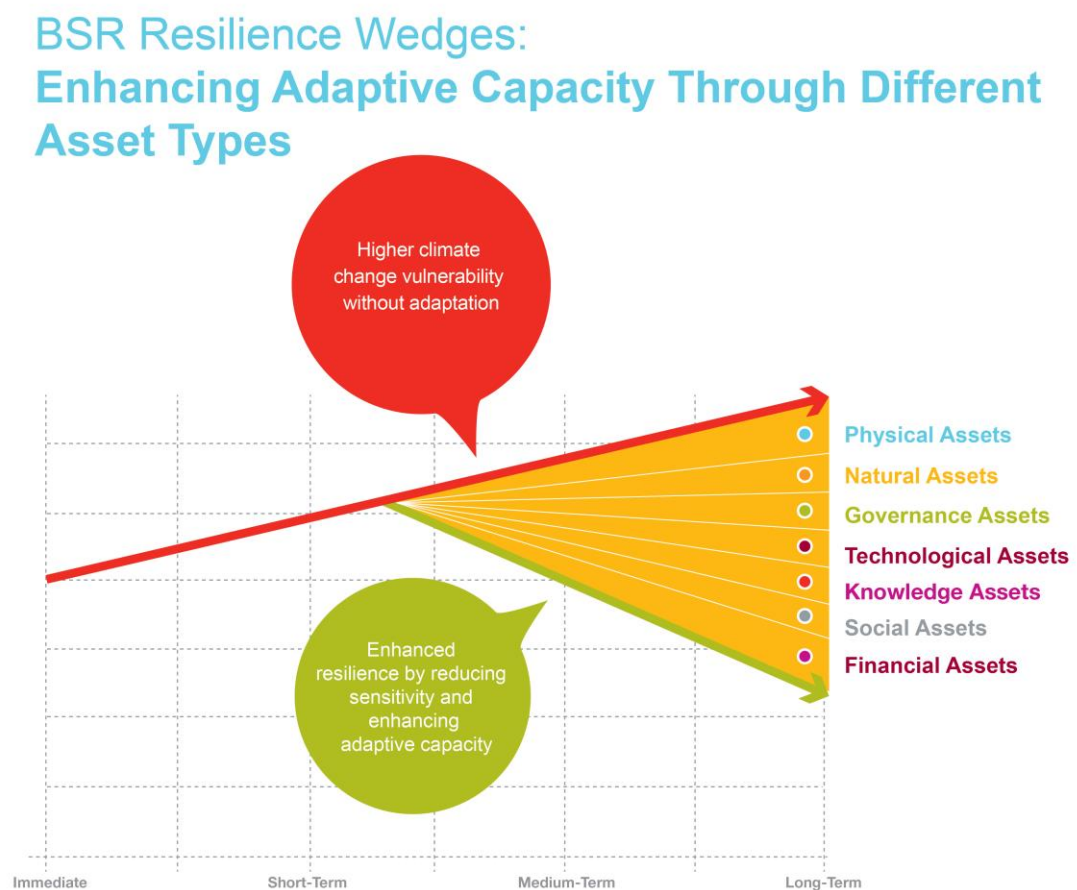 BSR Resilience Wedges:
Enhancing Adaptive Capacity Through Different
Asset Types
Higher climate
change vulnerability
without adaptation
Physical Assets
Natural Assets
Governance Assets
Technological Assets
Knowledge Assets
Social Assets
Financial Assets
Enhanced
resilience by reducing
sensitivity and
enhancing
adaptive capacity
Immediate
Short-Term
Medium-Term
Long-Term